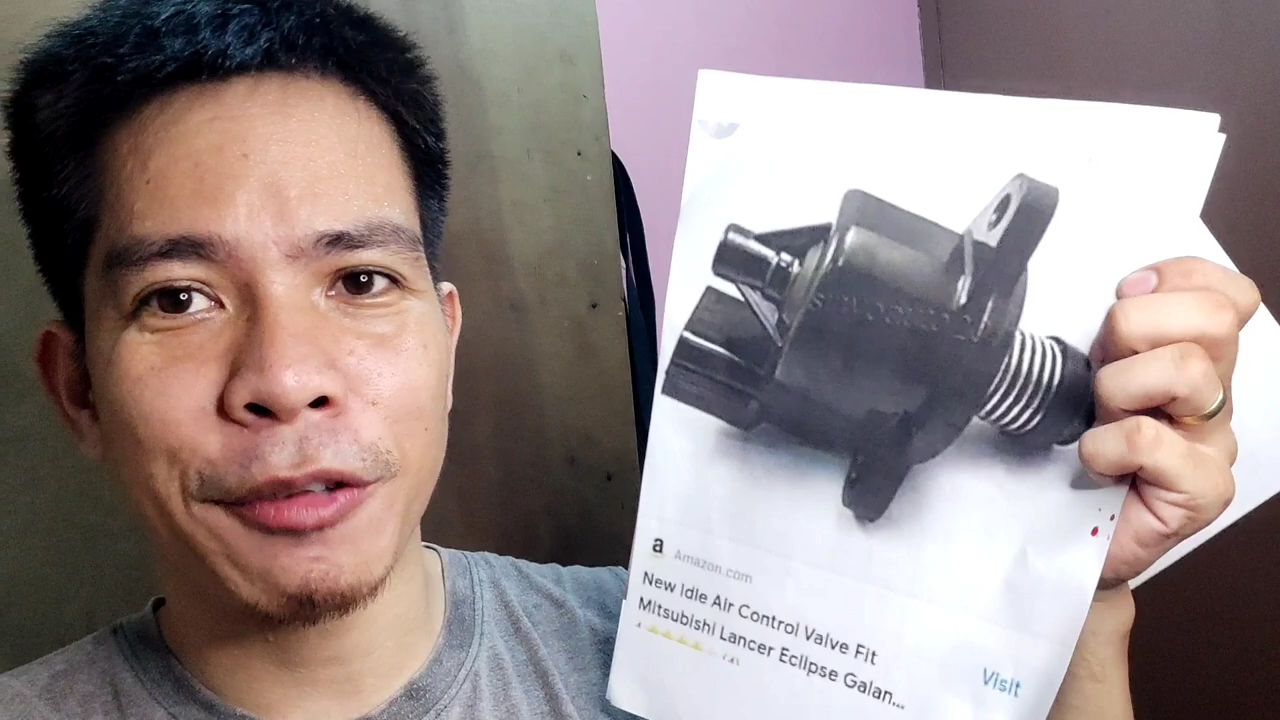 a Amazon.com
New Idle Air Control Valve Fit
Mitsubishi Lancer Eclipse Galan...
Visit